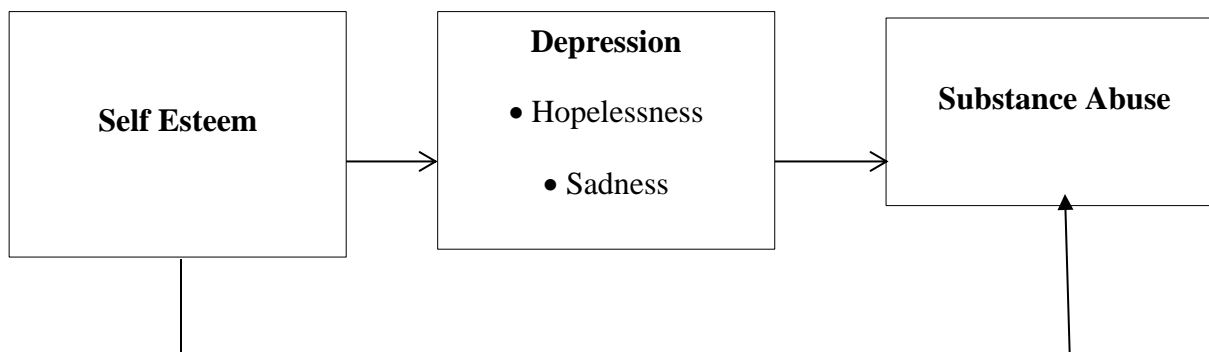 Self Esteem
Depression
• Hopelessness
• Sadness
Substance Abuse